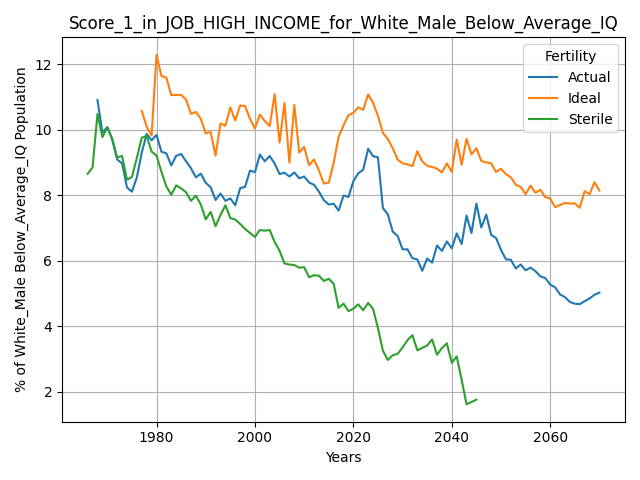 Score_1_in_JOB_HIGH_INCOME_for_White_Male_Below_Average_IQ
Fertility
Actual
Ideal
Sterile
% of White_Male Below_Average_IQ Population
12
10
8
6
4
2
1980
2000
2020
2040
2060
Years